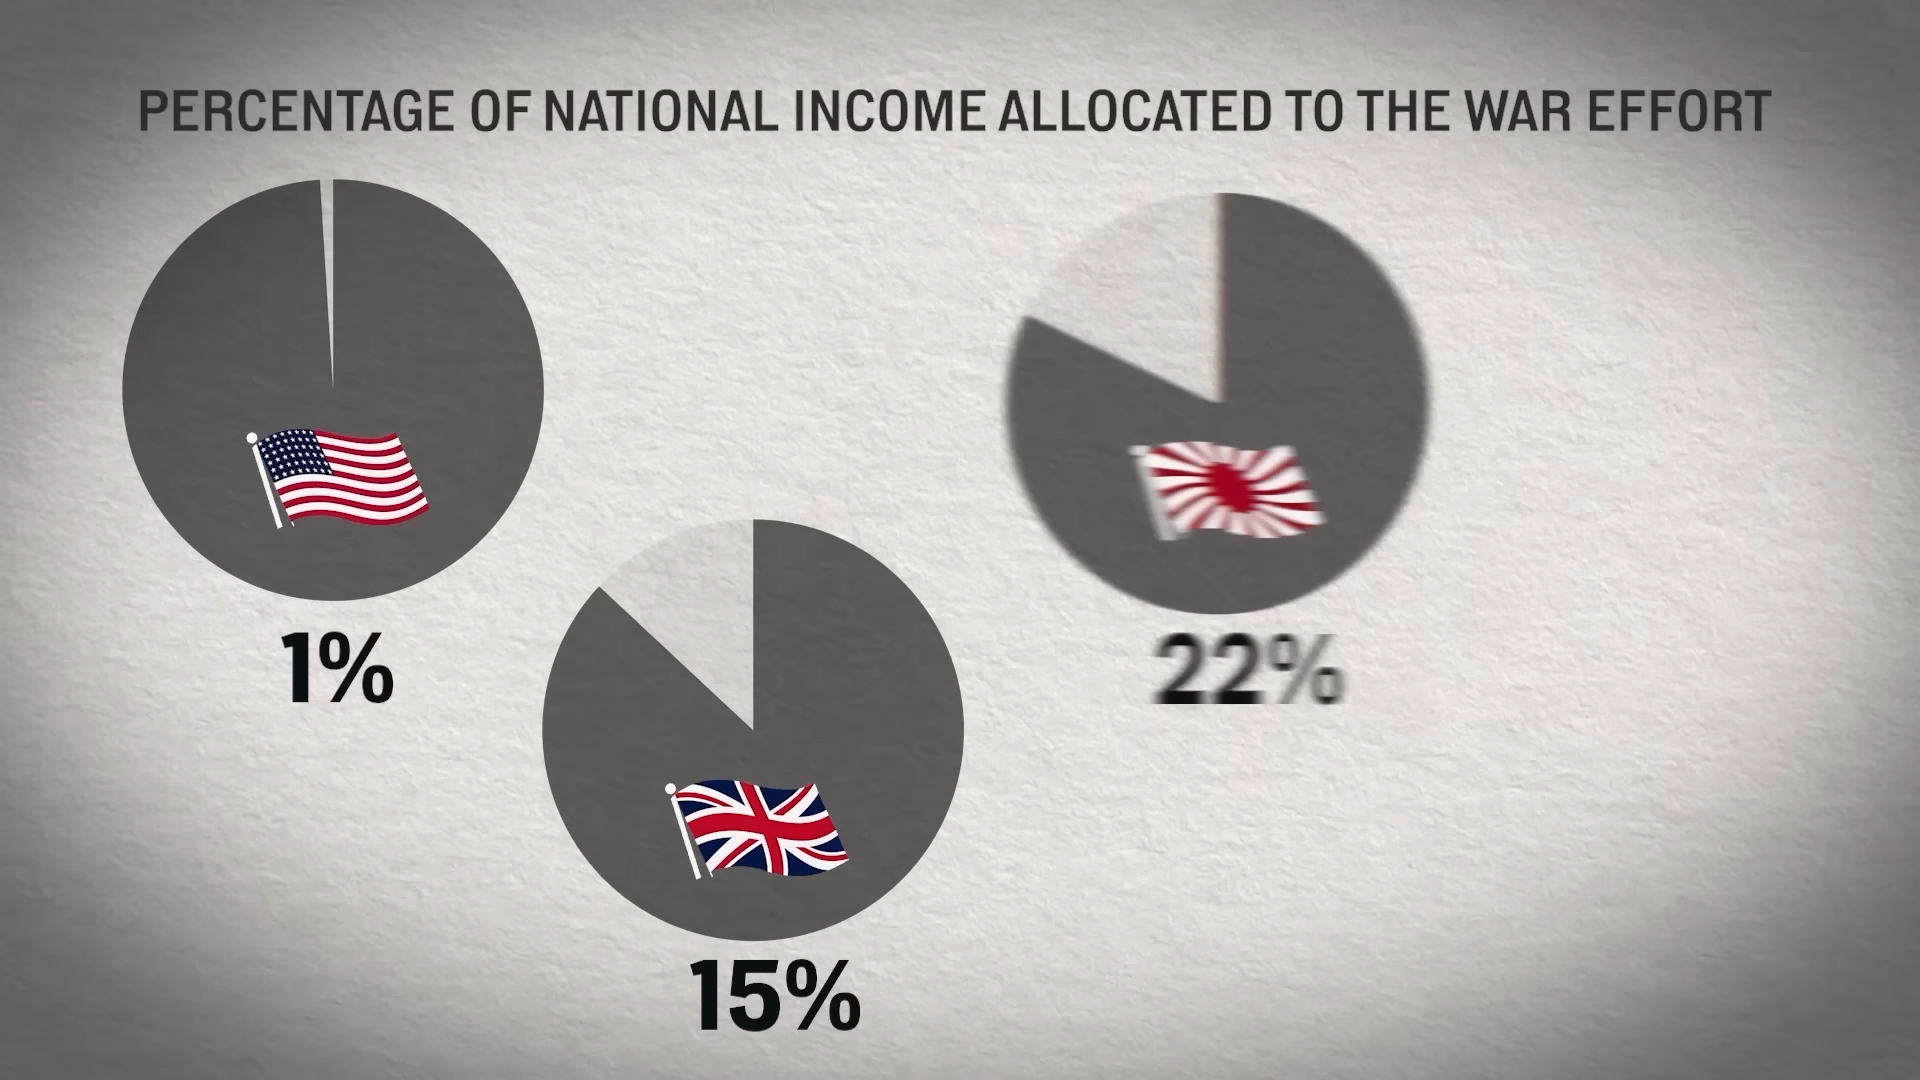 PERCENTAGE OF NATIONAL INCOME ALLOCATED TO THE WAR EFFORT
1%
22%
15%